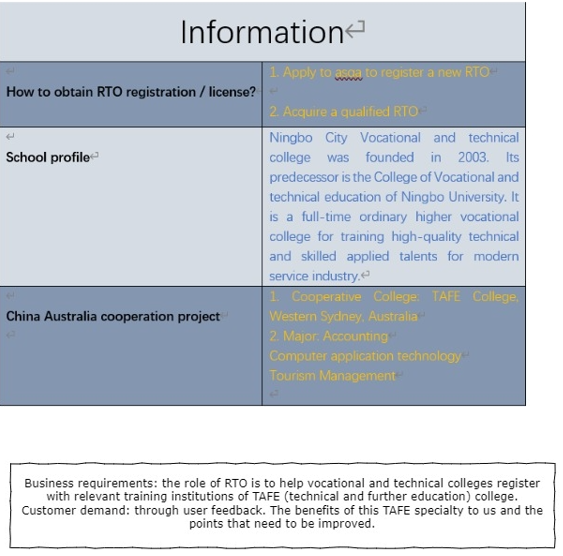 Information
How to obtain RTO registration / license?
1. Apply to asqa to register a new RTO
2. Acquire a qualified RTO
School profile
Ningbo City Vocational and technical
college was founded in 2003. Its
predecessor is the College of Vocational and
technical education of Ningbo University. It
is a full-time ordinary higher vocational
college for training high-quality technical
and skilled applied talents for modern
service industry.
China Australia cooperation project
1. Cooperative College: TAFE College,
Western Sydney, Australia
2. Major: Accounting
Computer application technology
Tourism Management
Business requirements: the role of RTO is to help vocational and technical colleges register
with relevant training institutions of TAFE (technical and further education) college.
Customer demand: through user feedback. The benefits of this TAFE specialty to us and the
points that need to be improved.